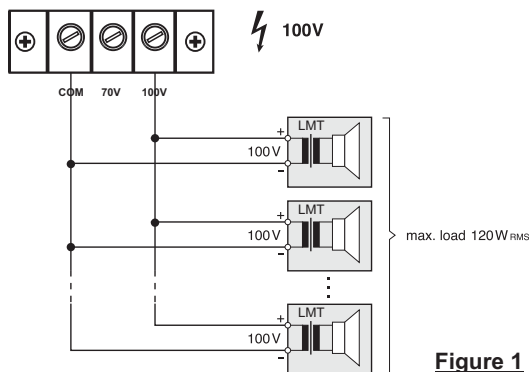 100V
COM 70V 100V
LMT
+
100V
-
LMT
+
100V
-
max. load 120W RMS
LMT
+
100V
-
Figure 1